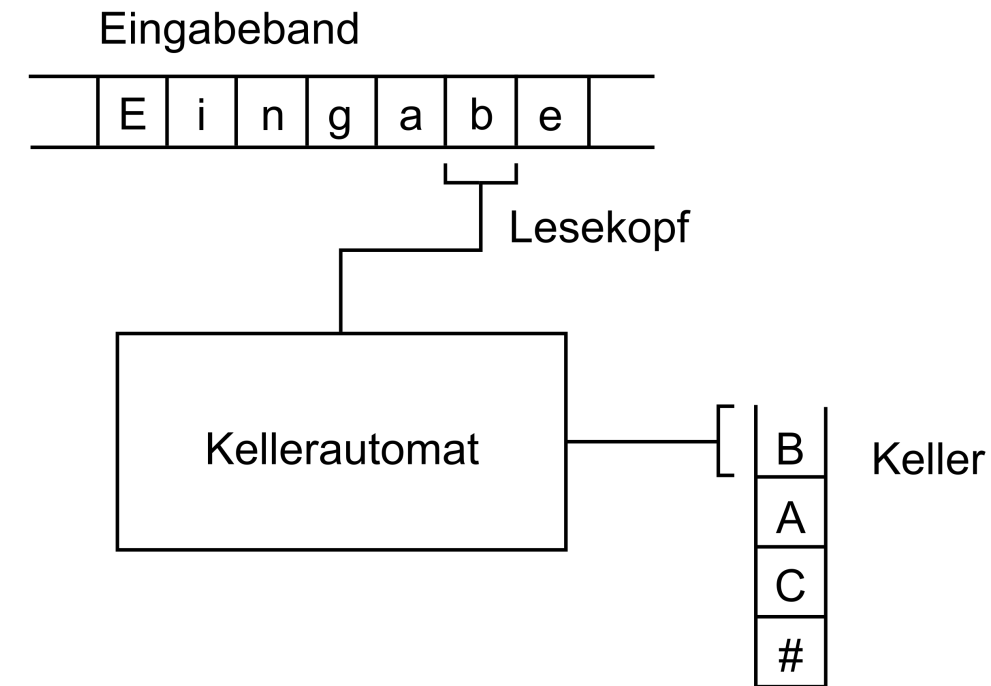 Eingabeband
E i n g a b e
Lesekopf
Kellerautomat
B
Keller
A
C
#